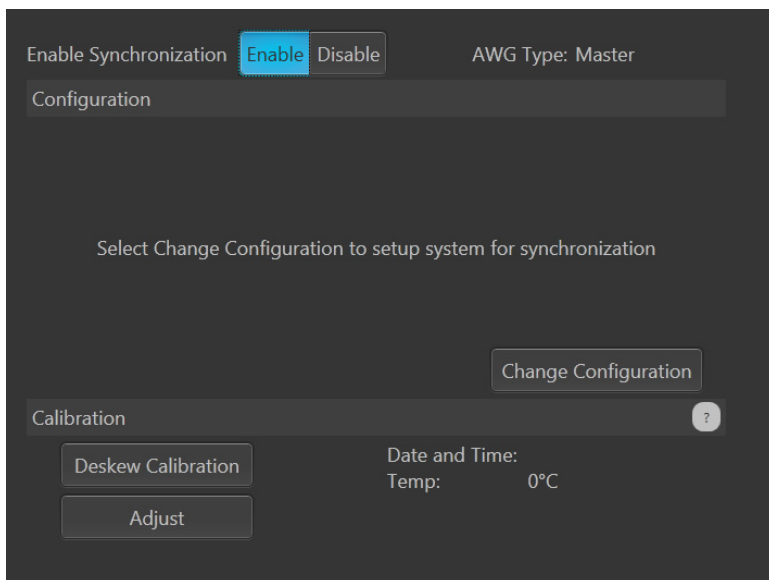 Enable Synchronization Enable Disable AWG Type: Master
Configuration
Select Change Configuration to setup system for synchronization
Change Configuration
Calibration ?
Deskew Calibration
Date and Time:
Temp: 0°C
Adjust